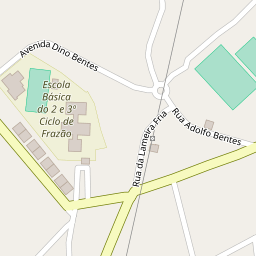 Avenida Dino Bentes
Escola
Básica
do 2 e 3º
Ciclo de
Frazão
Rua da Lameira Fria
Rua Adolfo Bentes